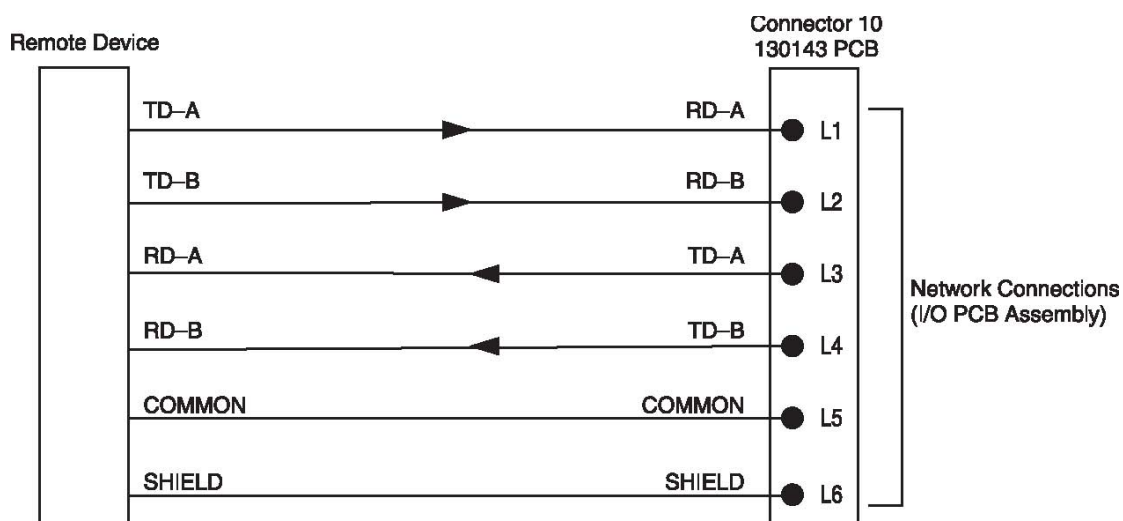 Remote Device
Connector 10
130143 PCB
TD–A
RD–A
L1
TD–B
RD–B
L2
RD–A
TD–A
L3
RD–B
TD–B
L4
COMMON
COMMON
L5
SHIELD
SHIELD
L6
Network Connections
(I/O PCB Assembly)